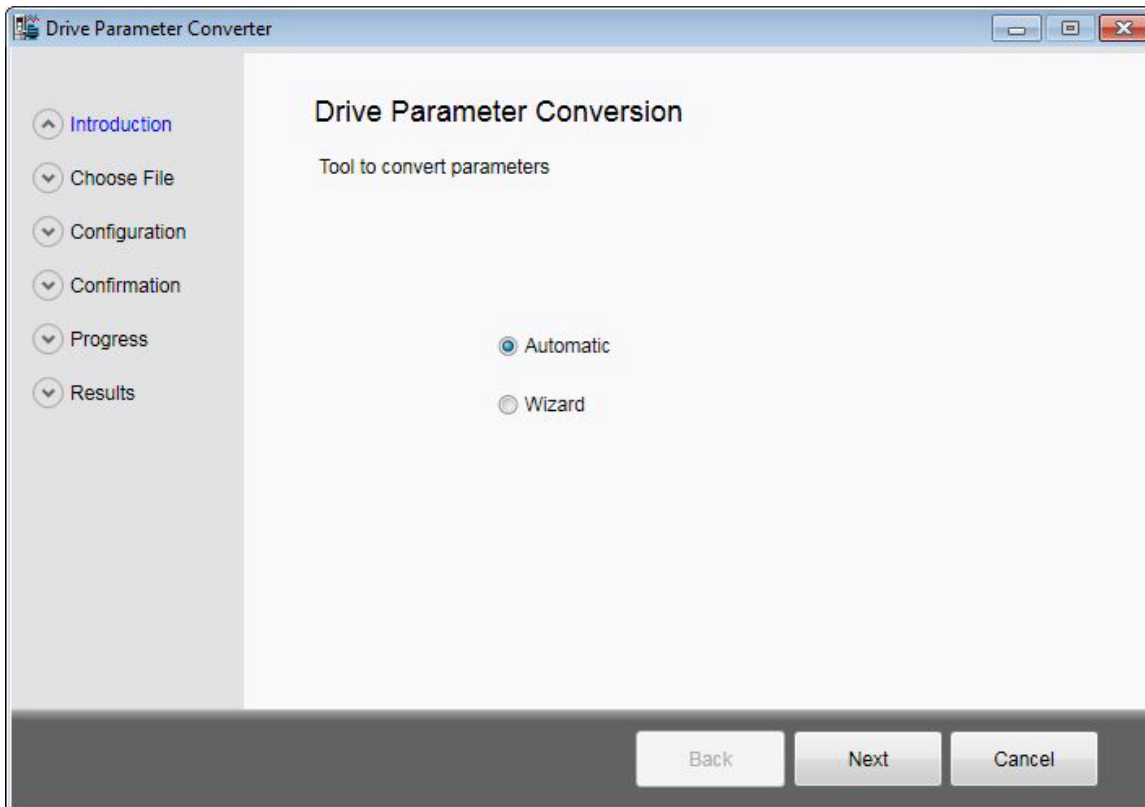 Drive Parameter Converter
Introduction
Choose File
Configuration
Confirmation
Progress
Results
Drive Parameter Conversion
Tool to convert parameters
Automatic
Wizard
Back
Next
Cancel